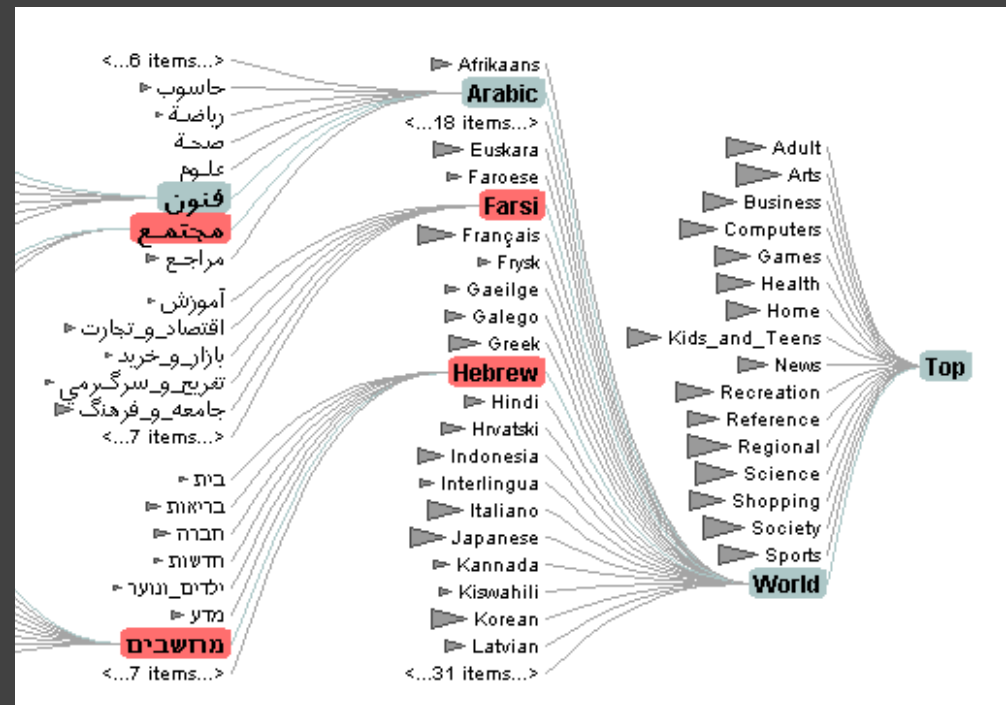 <...6 items...>
حاسوب
رياضة
صحة
علوم
فنون
مجتمع
مراجع
آموزش
اقتصاد_و_تجارت
بازار_و_خرید
تفریح_و_سرگرمي
جامعه_و_فرهنگ
<...7 items...>
בית
בריאות
חברה
חדשות
ילדים_ונוער
מדע
מחשבים
<...7 items...>
Afrikaans
Arabic
<...18 items...>
Euskara
Faroese
Farsi
Français
Frysk
Gaeilge
Galego
Greek
Hebrew
Hindi
Hrvatski
Indonesia
Interlingua
Italiano
Japanese
Kannada
Kiswahili
Korean
Latvian
<...31 items...>
Adult
Arts
Business
Computers
Games
Health
Home
Kids_and_Teens
News
Recreation
Reference
Regional
Science
Shopping
Society
Sports
World
Top